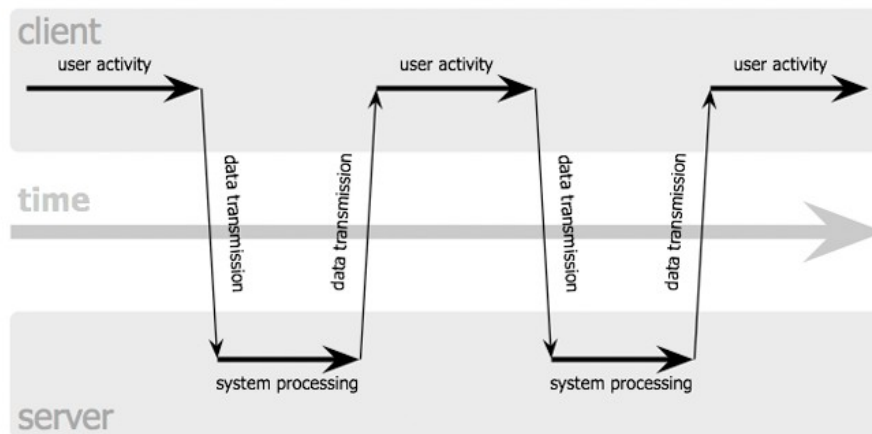 client
user activity
user activity
user activity
data transmission
data transmission
data transmission
data transmission
time
system processing
system processing
server